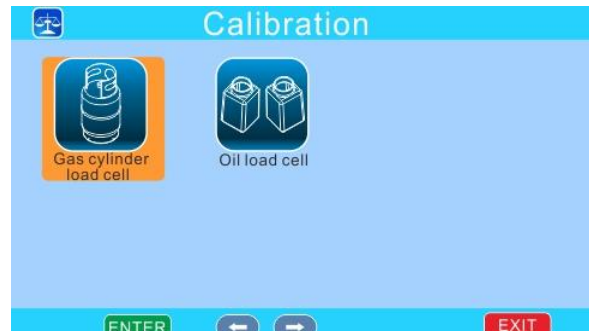 Calibration
Gas cylinder
load cell
Oil load cell
ENTER
EXIT